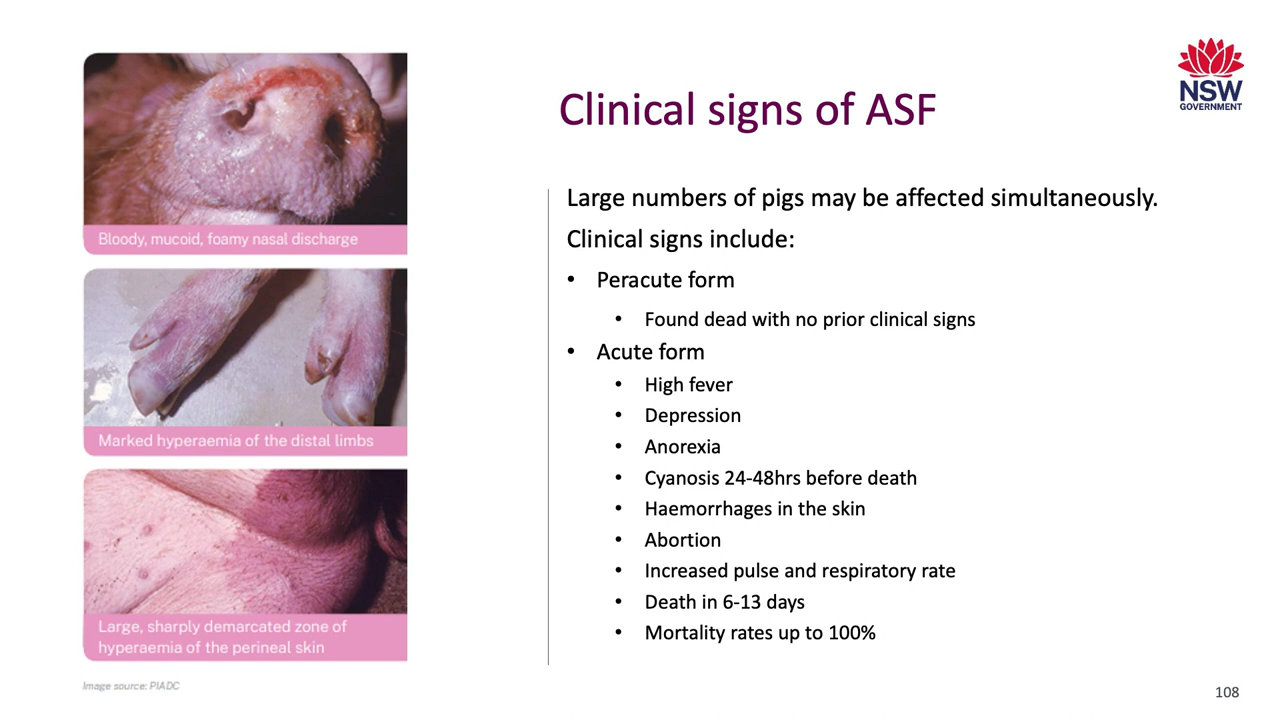 Bloody, mucoid, foamy nasal discharge
Marked hyperaemia of the distal limbs
Large, sharply demarcated zone of
hyperaemia of the perineal skin
Image source: PIADC
Clinical signs of ASF
NSW
GOVERNMENT
Large numbers of pigs may be affected simultaneously.
Clinical signs include:
• Peracute form
• Found dead with no prior clinical signs
• Acute form
• High fever
• Depression
• Anorexia
• Cyanosis 24-48hrs before death
• Haemorrhages in the skin
• Abortion
• Increased pulse and respiratory rate
• Death in 6-13 days
• Mortality rates up to 100%
108